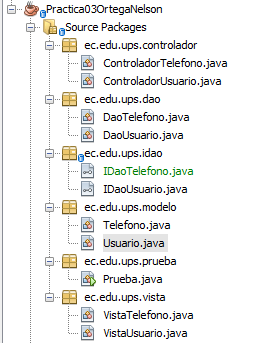 Practica03OrtegaNelson
Source Packages
ec.edu.ups.controlador
ControladorTelefono.java
ControladorUsuario.java
ec.edu.ups.dao
DaoTelefono.java
DaoUsuario.java
ec.edu.ups.idao
IDaoTelefono.java
IDaoUsuario.java
ec.edu.ups.modelo
Telefono.java
Usuario.java
ec.edu.ups.prueba
Prueba.java
ec.edu.ups.vista
VistaTelefono.java
VistaUsuario.java